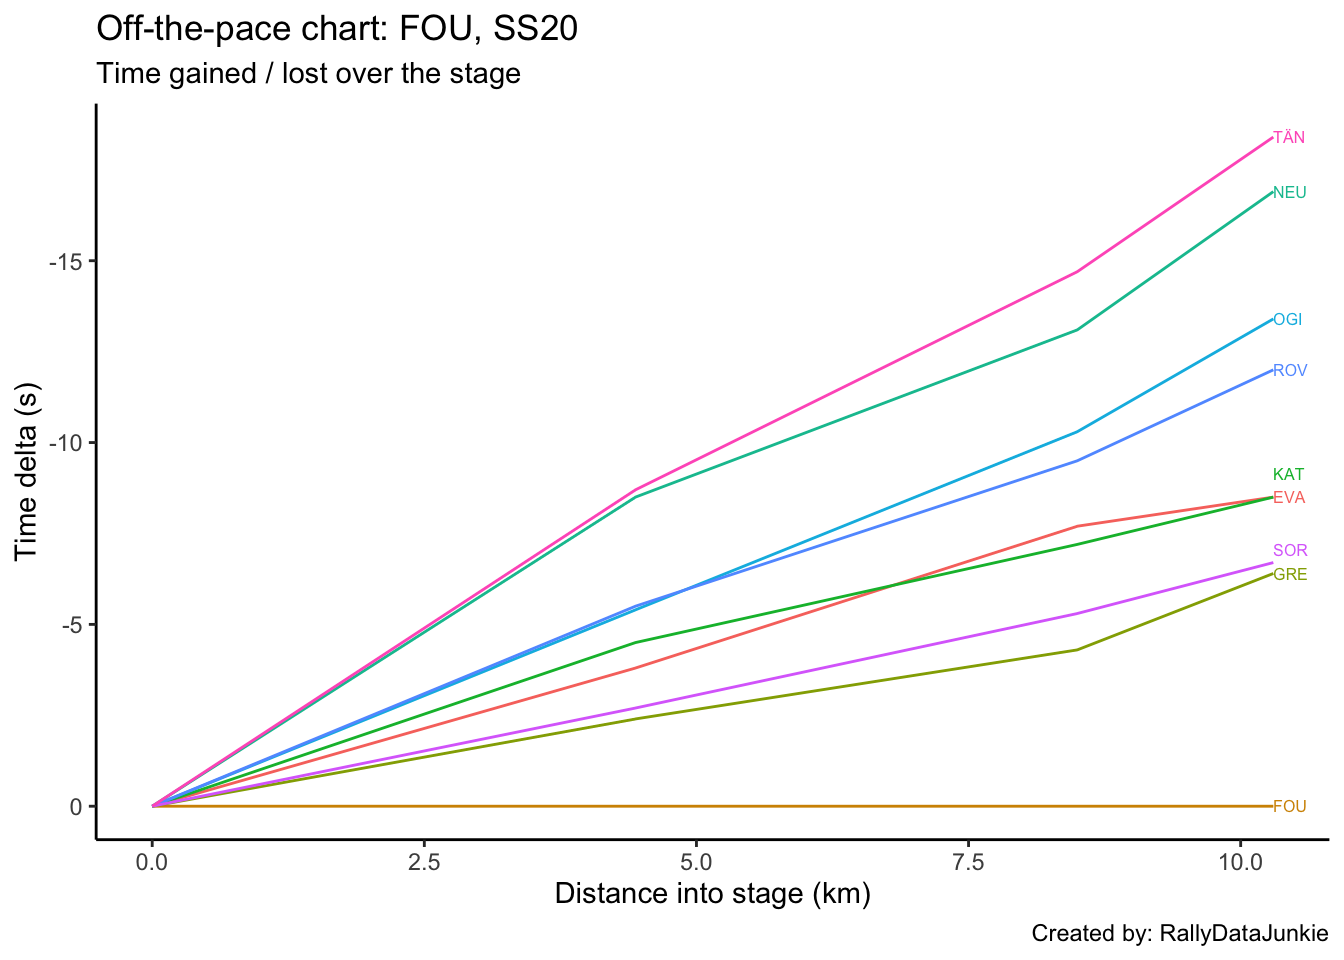 Off-the-pace chart: FOU, SS20
Time gained / lost over the stage
TÄN
NEU
-15
OGI
ROV
-10
KAT
EVA
SOR
GRE
-5
0
FOU
Time delta (s)
0.0 2.5 5.0 7.5 10.0
Distance into stage (km)
Created by: RallyDataJunkie